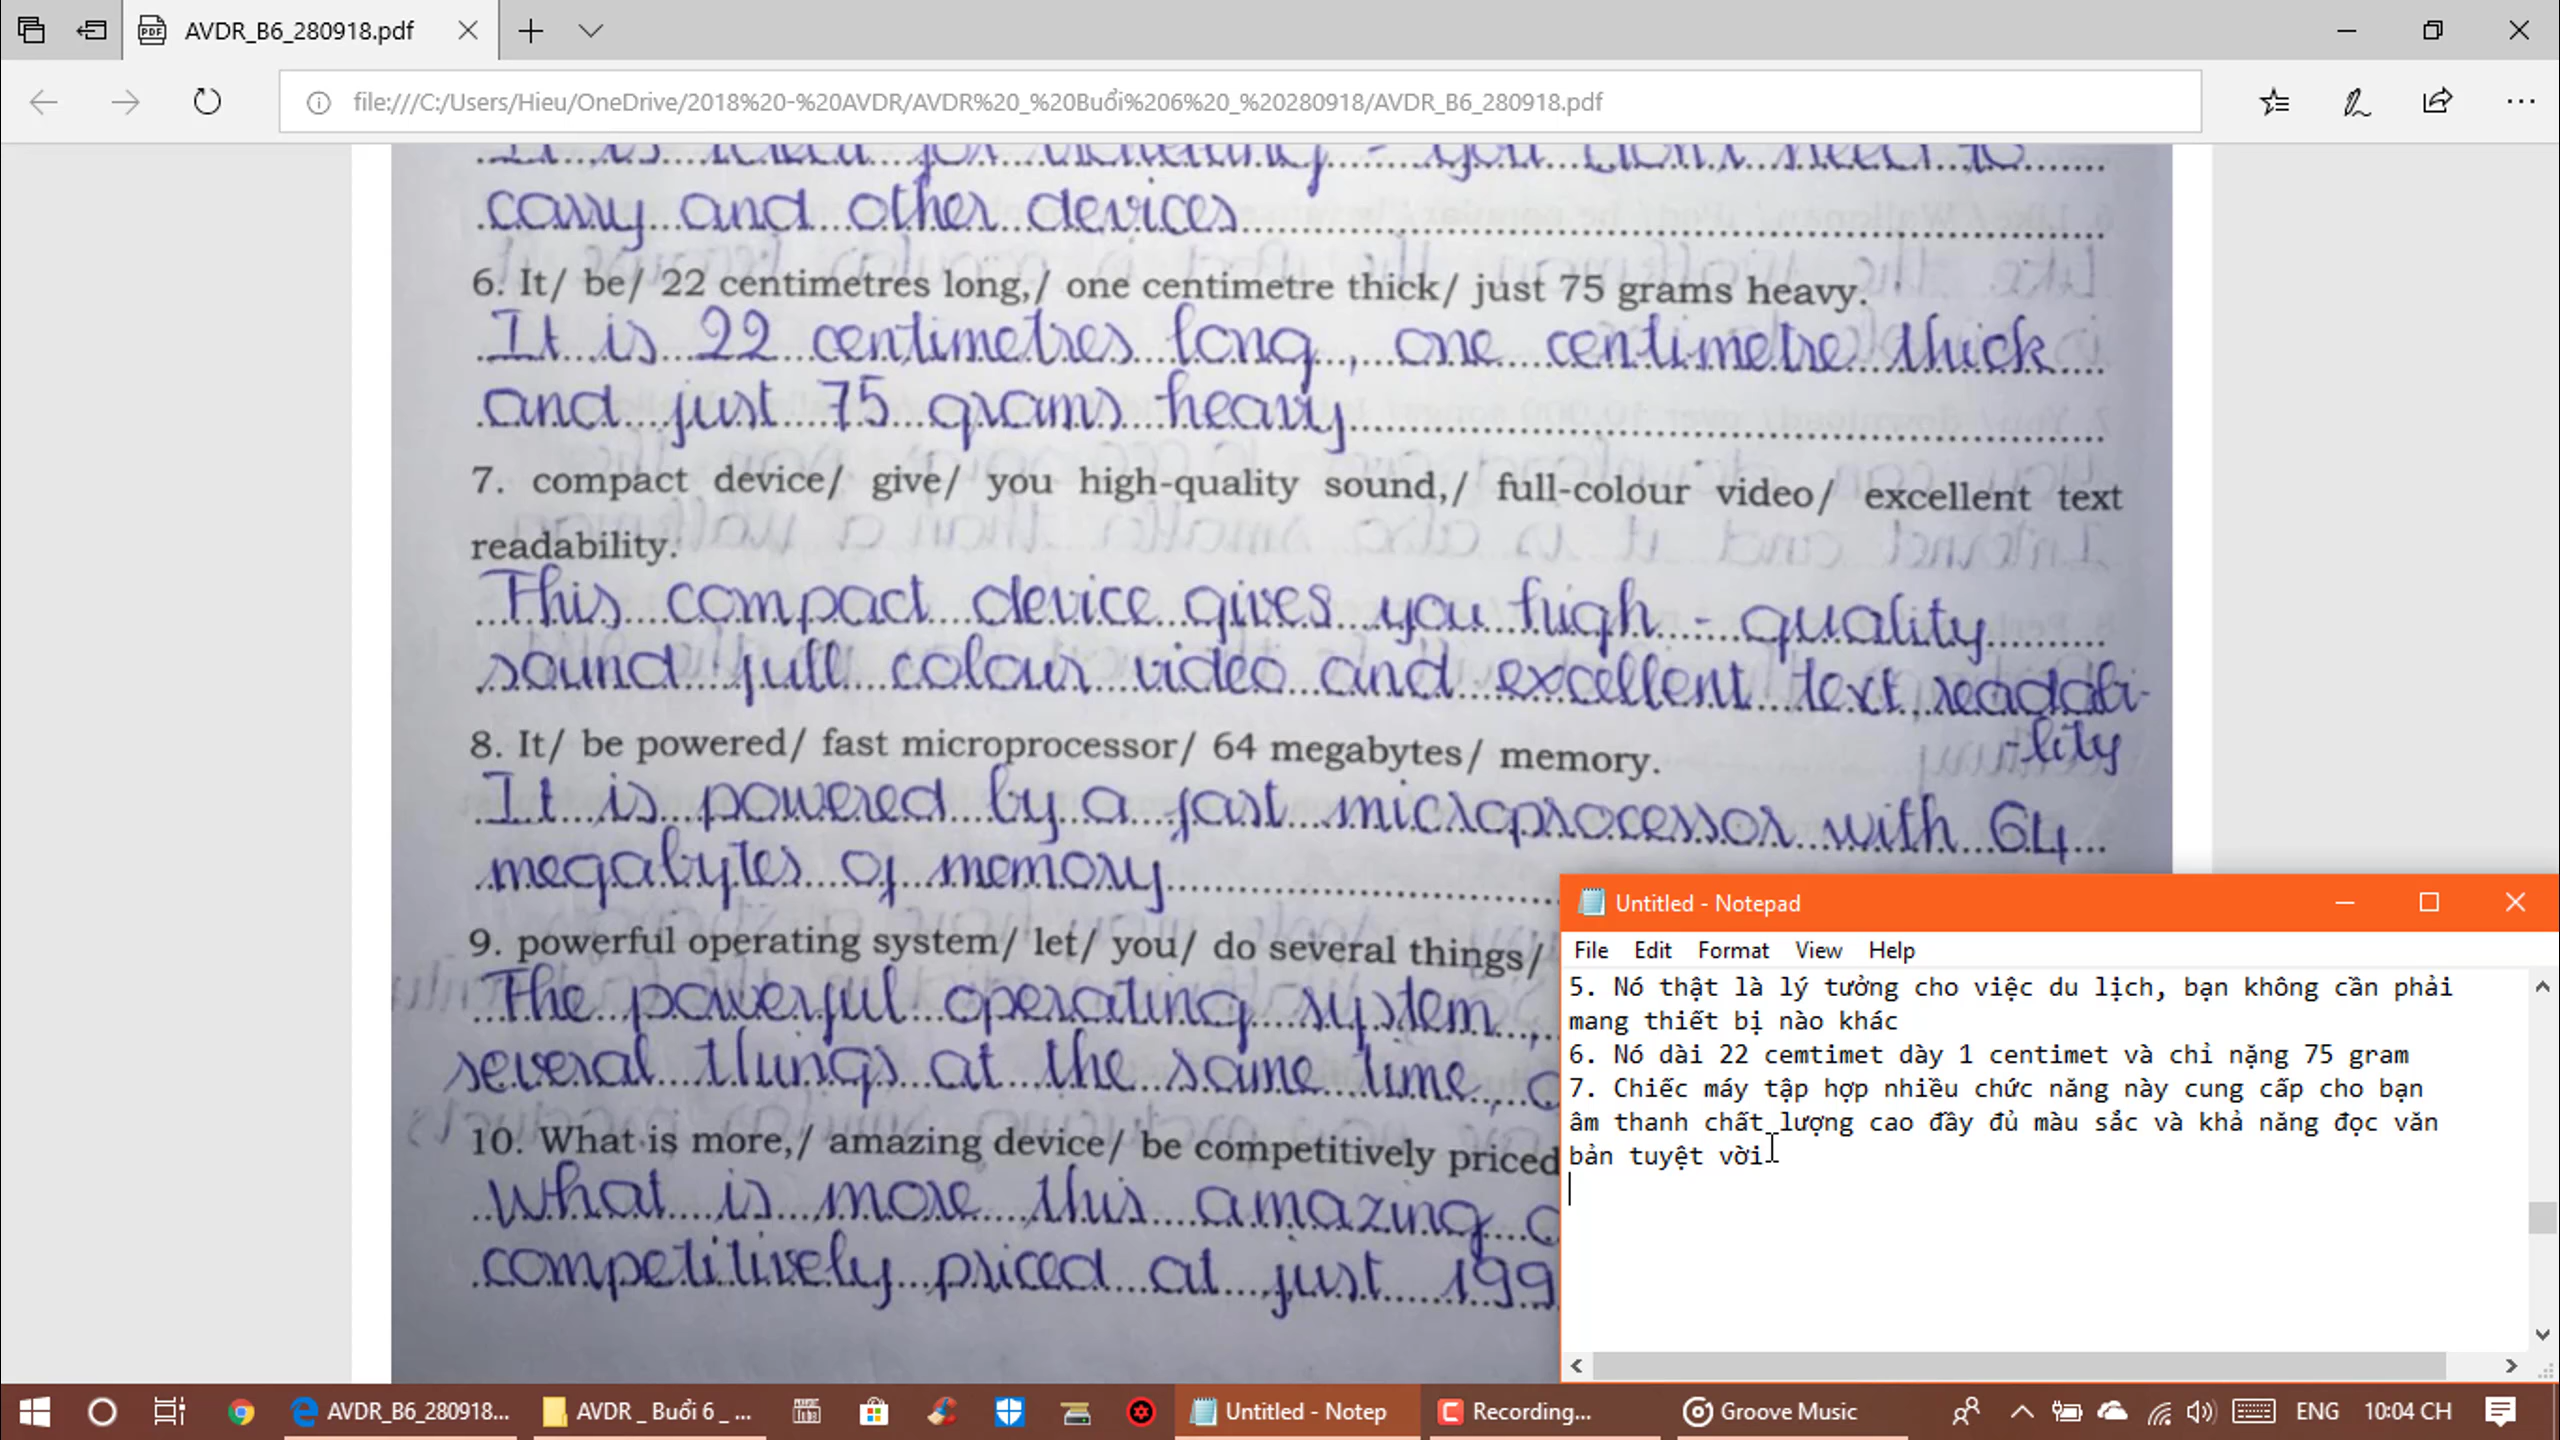 AVDR_B6_280918.pdf
file:///C:/Users/Hieu/OneDrive/2018%20-%20AVDR/AVDR%20_%20Buổi%206%20_%20280918/AVDR_B6_280918.pdf
It is ideal for travelling - you don't need to
carry and other devices
6. It/ be/ 22 centimetres long,/ one centimetre thick/ just 75 grams heavy.
It is 22 centimetres long, one centimetre thick
and just 75 grams heavy
7. compact device/ give/ you high-quality sound,/ full-colour video/ excellent text
readability.
This compact device gives you high - quality
sound full colour video and excellent text readabi-
-lity
8. It/ be powered/ fast microprocessor/ 64 megabytes/ memory.
It is powered by a fast microprocessor with 64
megabytes of memory
9. powerful operating system/ let/ you/ do several things/
The powerful operating system,
several things at the same time,
10. What is more,/ amazing device/ be competitively priced
What is more this amazing
competitively priced at just 199
Untitled - Notepad
File Edit Format View Help
5. Nó thật là lý tưởng cho việc du lịch, bạn không cần phải
mang thiết bị nào khác
6. Nó dài 22 cemtimet dày 1 centimet và chỉ nặng 75 gram
7. Chiếc máy tập hợp nhiều chức năng này cung cấp cho bạn
âm thanh chất lượng cao đầy đủ màu sắc và khả năng đọc văn
bản tuyệt vời
AVDR_B6_280918... AVDR _ Buổi 6 _ ... Untitled - Notep Recording... Groove Music ENG 10:04 CH